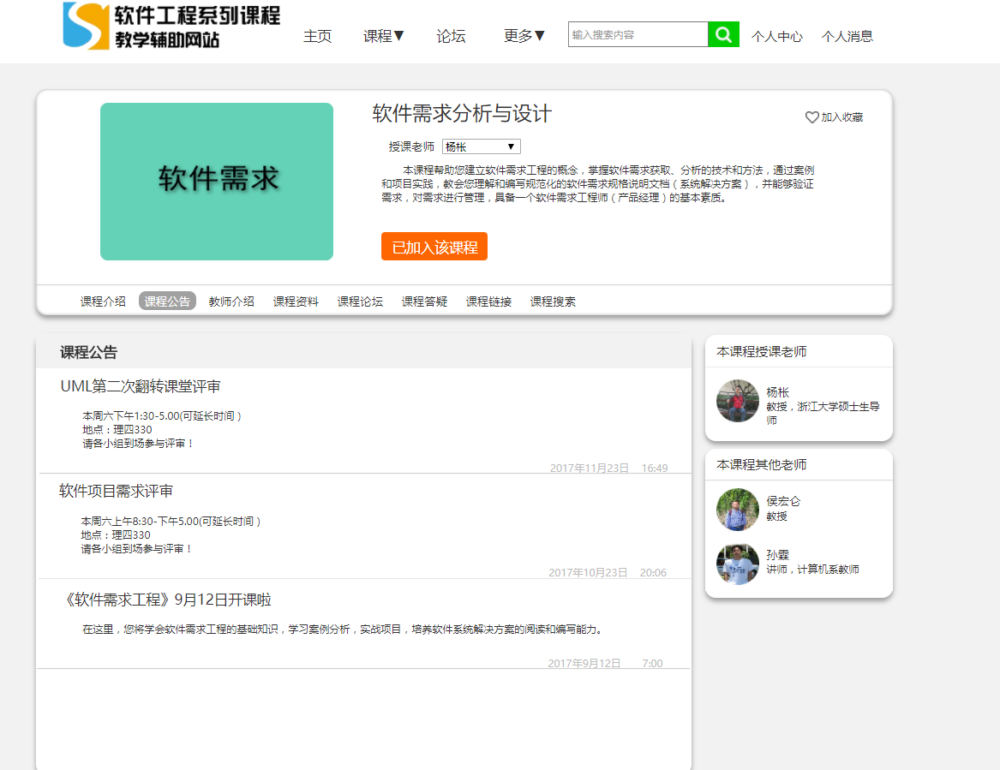 软件工程系列课程
教学辅助网站
主页 课程▼ 论坛 更多▼ 输入搜索内容 个人中心 个人消息
软件需求
软件需求分析与设计
加入收藏
授课老师 杨枨 ▼
本课程帮助您建立软件需求工程的概念，掌握软件需求获取、分析的技术和方法，通过案例
和项目实践，教会您理解和编写规范化的软件需求规格说明文档（系统解决方案），并能够验证
需求，对需求进行管理，具备一个软件需求工程师（产品经理）的基本素质。
已加入该课程
课程介绍 课程公告 教师介绍 课程资料 课程论坛 课程答疑 课程链接 课程搜索
课程公告
UML第二次翻转课堂评审
本周六下午1:30-5.00(可延长时间）
地点：理四330
请各小组到场参与评审！
2017年11月23日 16:49
软件项目需求评审
本周六上午8:30-下午5.00(可延长时间）
地点：理四330
请各小组到场参与评审！
2017年10月23日 20:06
《软件需求工程》9月12日开课啦
在这里，您将学会软件需求工程的基础知识，学习案例分析，实战项目，培养软件系统解决方案的阅读和编写能力。
2017年9月12日 7:00
本课程授课老师
杨枨
教授，浙江大学硕士生导
师
本课程其他老师
侯宏仑
教授
孙霖
讲师，计算机系教师